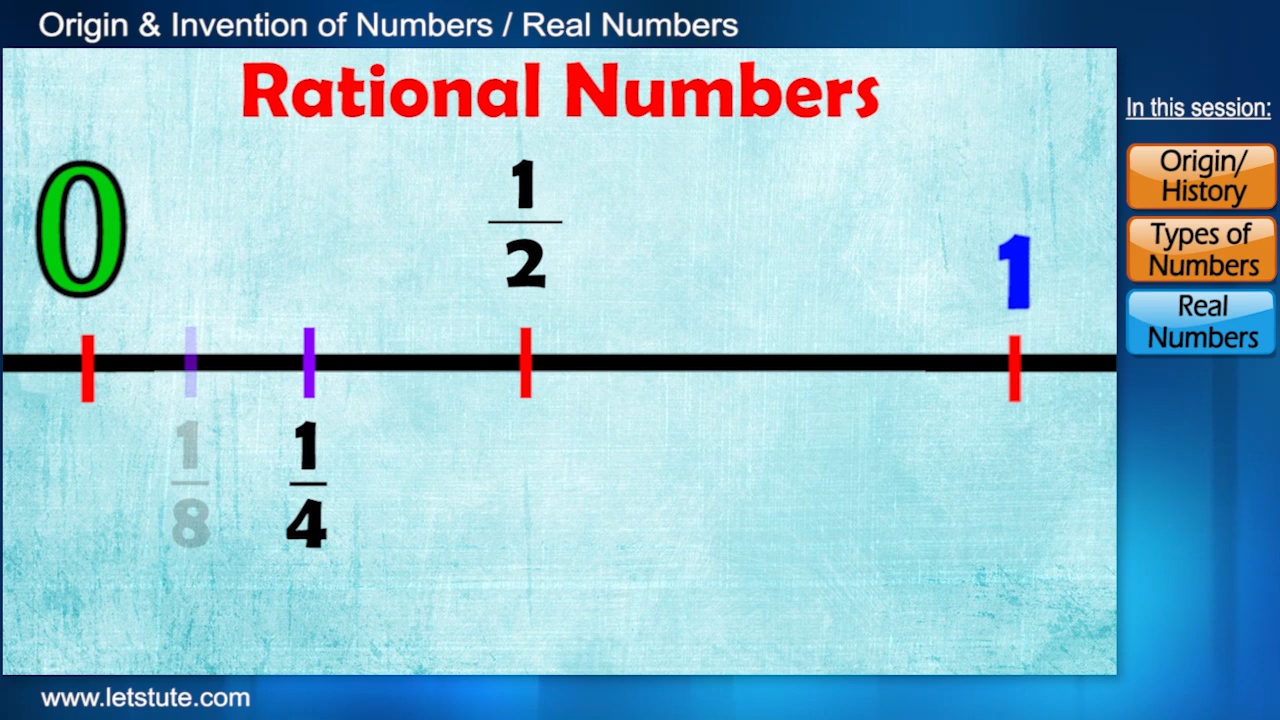 Origin & Invention of Numbers / Real Numbers
Rational Numbers
In this session:
Origin/
History
Types of
Numbers
Real
Numbers
0
1
2
1
1
8
1
4
www.letstute.com